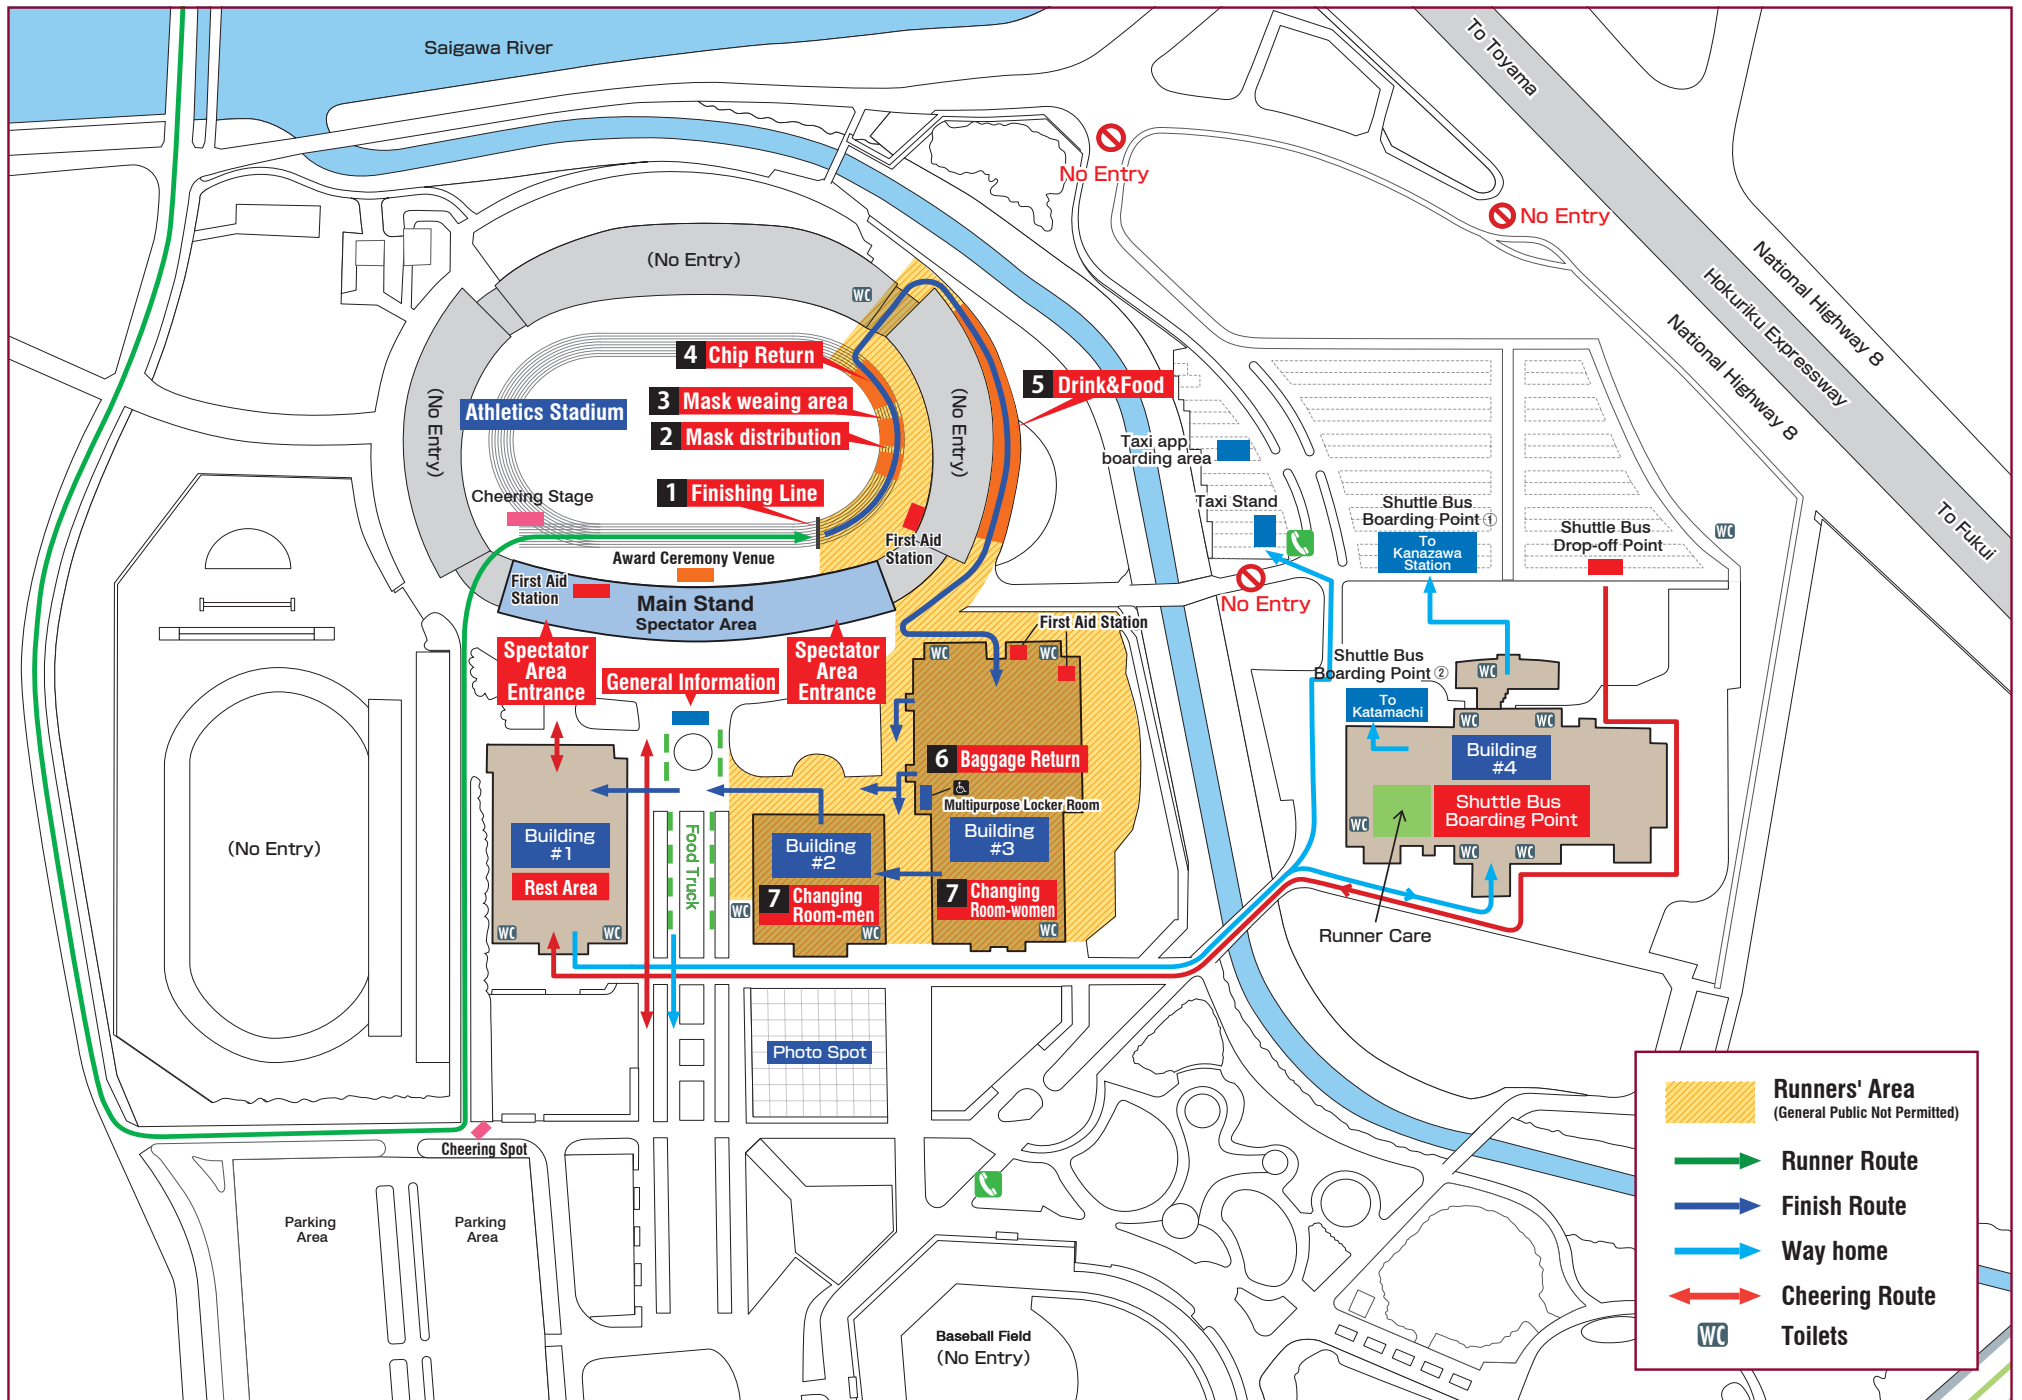 Saigawa River
To Toyama
No Entry
No Entry
National Highway 8
Hokuriku Expressway
National Highway 8
To Fukui
(No Entry)
WC
(No Entry)
(No Entry)
4 Chip Return
3 Mask weaing area
2 Mask distribution
1 Finishing Line
5 Drink&Food
Athletics Stadium
Cheering Stage
Award Ceremony Venue
First Aid
Station
First Aid
Station
Main Stand
Spectator Area
Taxi app
boarding area
Taxi Stand
No Entry
Shuttle Bus
Boarding Point ①
To
Kanazawa
Station
Shuttle Bus
Drop-off Point
WC
Spectator
Area
Entrance
General Information
Spectator
Area
Entrance
First Aid Station
WC
WC
Shuttle Bus
Boarding Point ②
To
Katamachi
WC
WC
WC
Building
#4
Shuttle Bus
Boarding Point
WC
WC
WC
Runner Care
6 Baggage Return
Multipurpose Locker Room
Building
#3
7 Changing
Room-women
WC
Building
#2
7 Changing
Room-men
WC
WC
Food Truck
Building
#1
Rest Area
WC
WC
(No Entry)
Photo Spot
Cheering Spot
Parking
Area
Parking
Area
Baseball Field
(No Entry)
Runners' Area
(General Public Not Permitted)
Runner Route
Finish Route
Way home
Cheering Route
WC Toilets